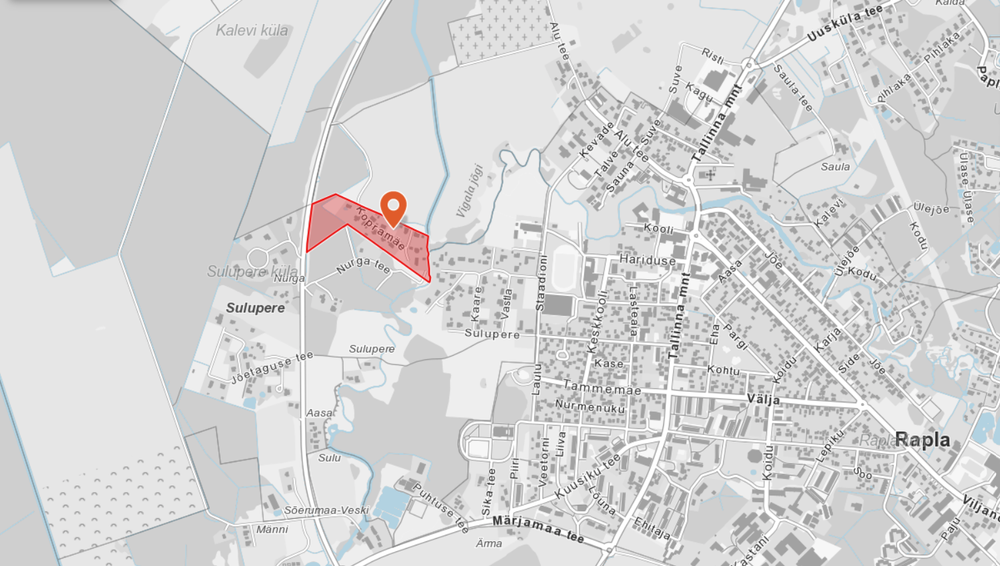 Kalda
Uusküla tee
Kalevi küla
Alu tee
Pihlaka
Risti
Suve
Saula tee
Pihlaka
Kagu
Tallinna mnt
Kevade
Suve
Alu tee
Talve
Sauna
Saula
Ülase
Ülase
Vigala jõgi
Kalevi
Ülejõe
Kopramäe
Kooli
Kodu
Hariduse
Jõe
Ülejõe
Aasa
Kodu
Nurga tee
Sulupere küla
Nurga
Staadioni
Tallinna mnt
Kaare
Vastla
Keskkooli
Lasteaia
Sulupere
Sulupere
Eha
Pargi
Karja
Sulupere
Jõetaguse tee
Kase
Kohtu
Koidu
Side
Jõe
Laulu
Tammemäe
Nurmenuku
Välja
Aasa
Rapla
Lepiku
Liiva
Veetorni
Piiri
Sulu
Koidu
Soo
Kuusiku tee
Sika tee
Puhtuse tee
Lõuna
Sõerumaa-Veski
Männi
Märjamaa tee
Ehitaja
Ärma
Kastani
Paju